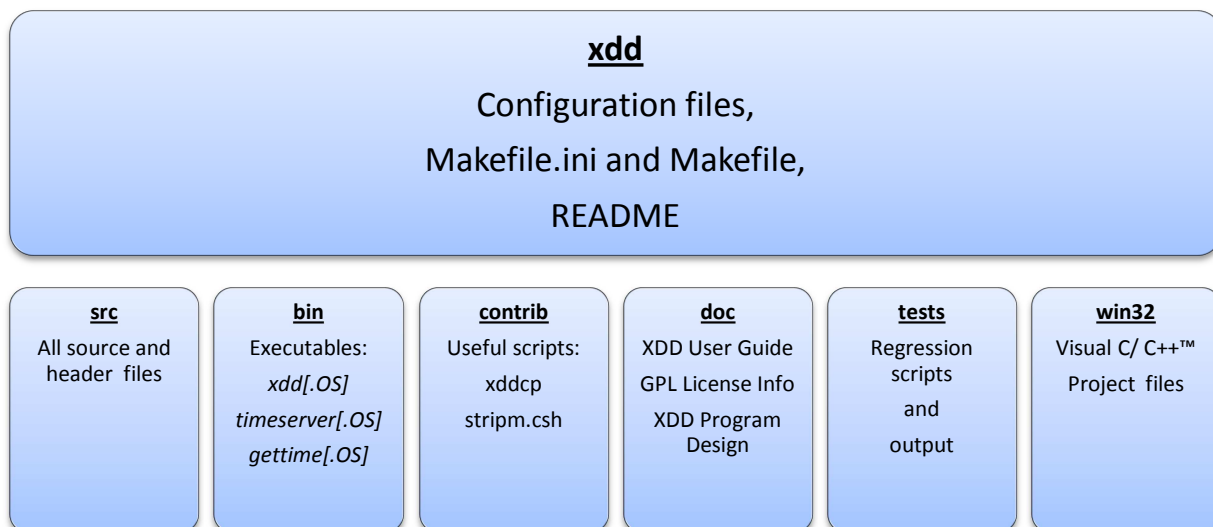 xdd
Configuration files,
Makefile.ini and Makefile,
README
src
All source and
header files
bin
Executables:
xdd[.OS]
timeserver[.OS]
gettime[.OS]
contrib
Useful scripts:
xddcp
stripm.csh
doc
XDD User Guide
GPL License Info
XDD Program
Design
tests
Regression
scripts
and
output
win32
Visual C/ C++™
Project files